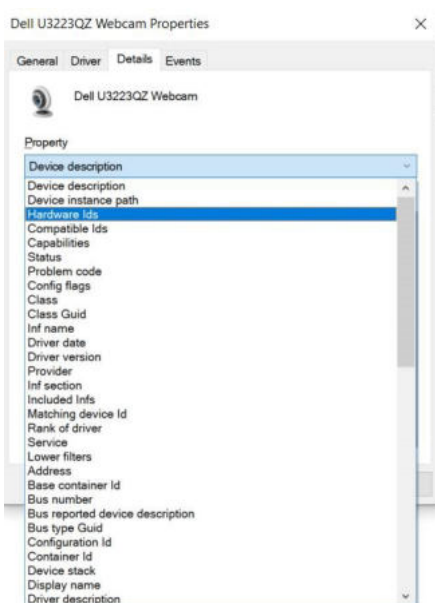 Dell U3223QZ Webcam Properties
General Driver Details Events
Dell U3223QZ Webcam
Property
Device description
Device description
Device instance path
Hardware Ids
Compatible Ids
Capabilities
Status
Problem code
Config flags
Class
Class Guid
Inf name
Driver date
Driver version
Provider
Inf section
Included Infs
Matching device Id
Rank of driver
Service
Lower filters
Address
Base container Id
Bus number
Bus reported device description
Bus type Guid
Configuration Id
Container Id
Device stack
Display name
Driver description